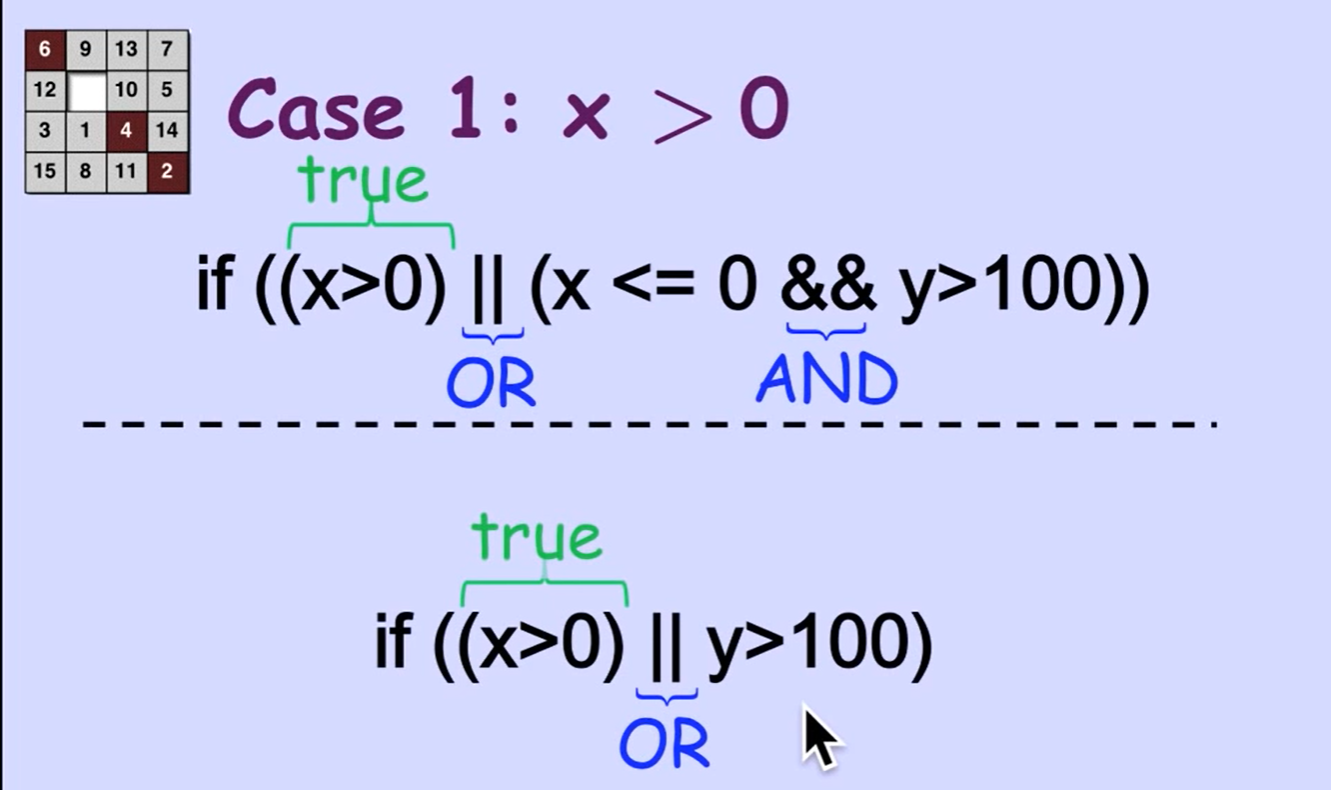 6 9 13 7
12 10 5
3 1 4 14
15 8 11 2
Case 1: x > 0
true
if ((x>0) || (x <= 0 && y>100))
OR AND
true
if ((x>0) || y>100)
OR